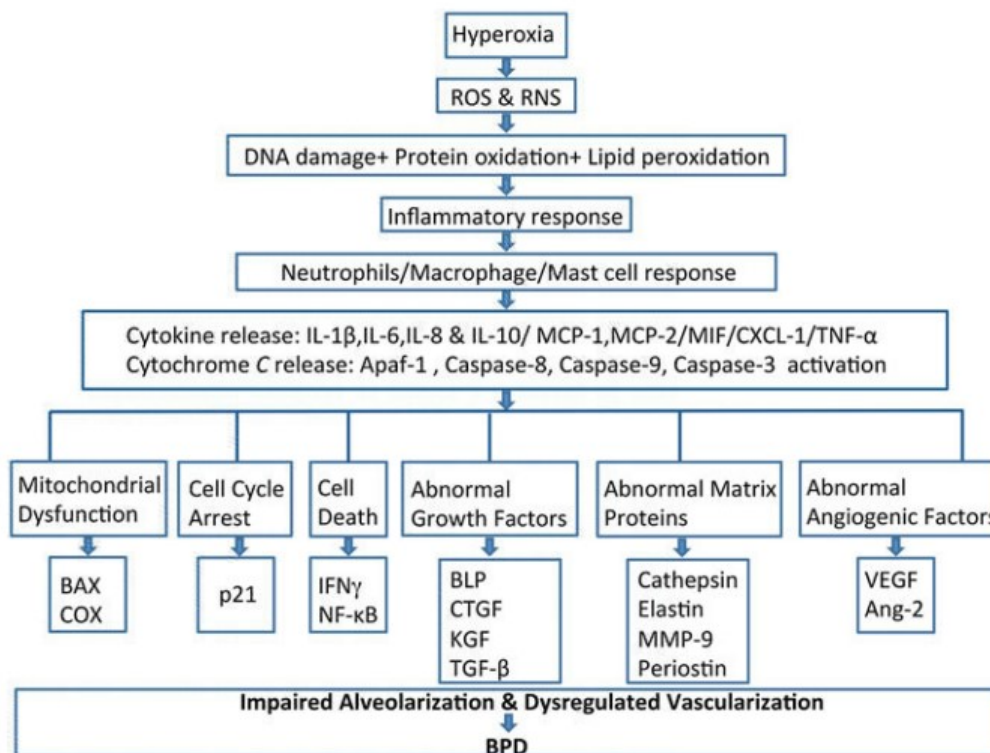 Hyperoxia
ROS & RNS
DNA damage+ Protein oxidation+ Lipid peroxidation
Inflammatory response
Neutrophils/Macrophage/Mast cell response
Cytokine release: IL-1β,IL-6,IL-8 & IL-10/ MCP-1,MCP-2/MIF/CXCL-1/TNF-α
Cytochrome C release: Apaf-1 , Caspase-8, Caspase-9, Caspase-3 activation
Mitochondrial
Dysfunction
Cell Cycle
Arrest
Cell
Death
Abnormal
Growth Factors
Abnormal Matrix
Proteins
Abnormal
Angiogenic Factors
BAX
COX
p21
IFNγ
NF-κB
BLP
CTGF
KGF
TGF-β
Cathepsin
Elastin
MMP-9
Periostin
VEGF
Ang-2
Impaired Alveolarization & Dysregulated Vascularization
BPD